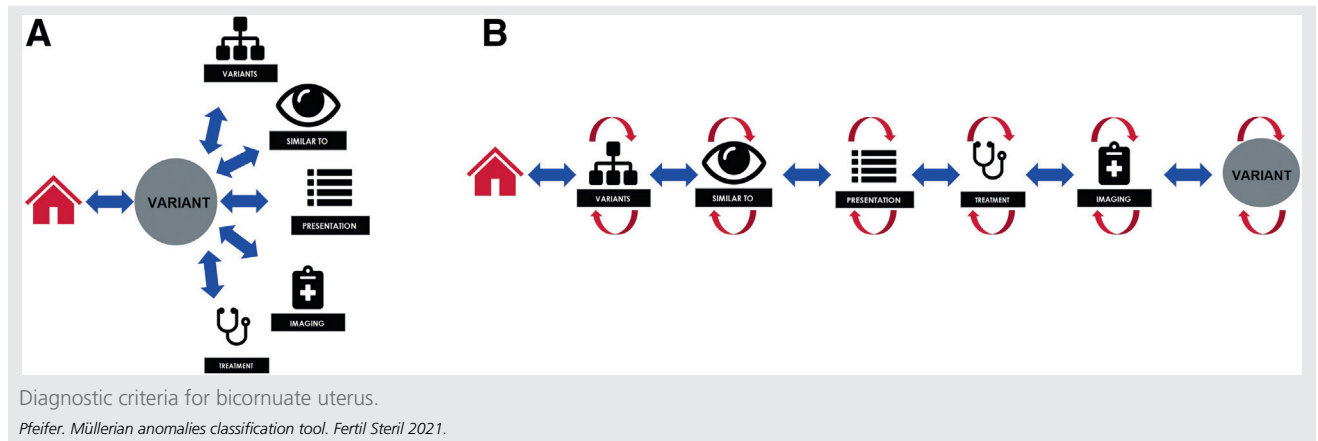 A
VARIANTS
SIMILAR TO
VARIANT
PRESENTATION
IMAGING
TREATMENT
B
VARIANTS
SIMILAR TO
PRESENTATION
TREATMENT
IMAGING
VARIANT
Diagnostic criteria for bicornuate uterus.
Pfeifer. Müllerian anomalies classification tool. Fertil Steril 2021.